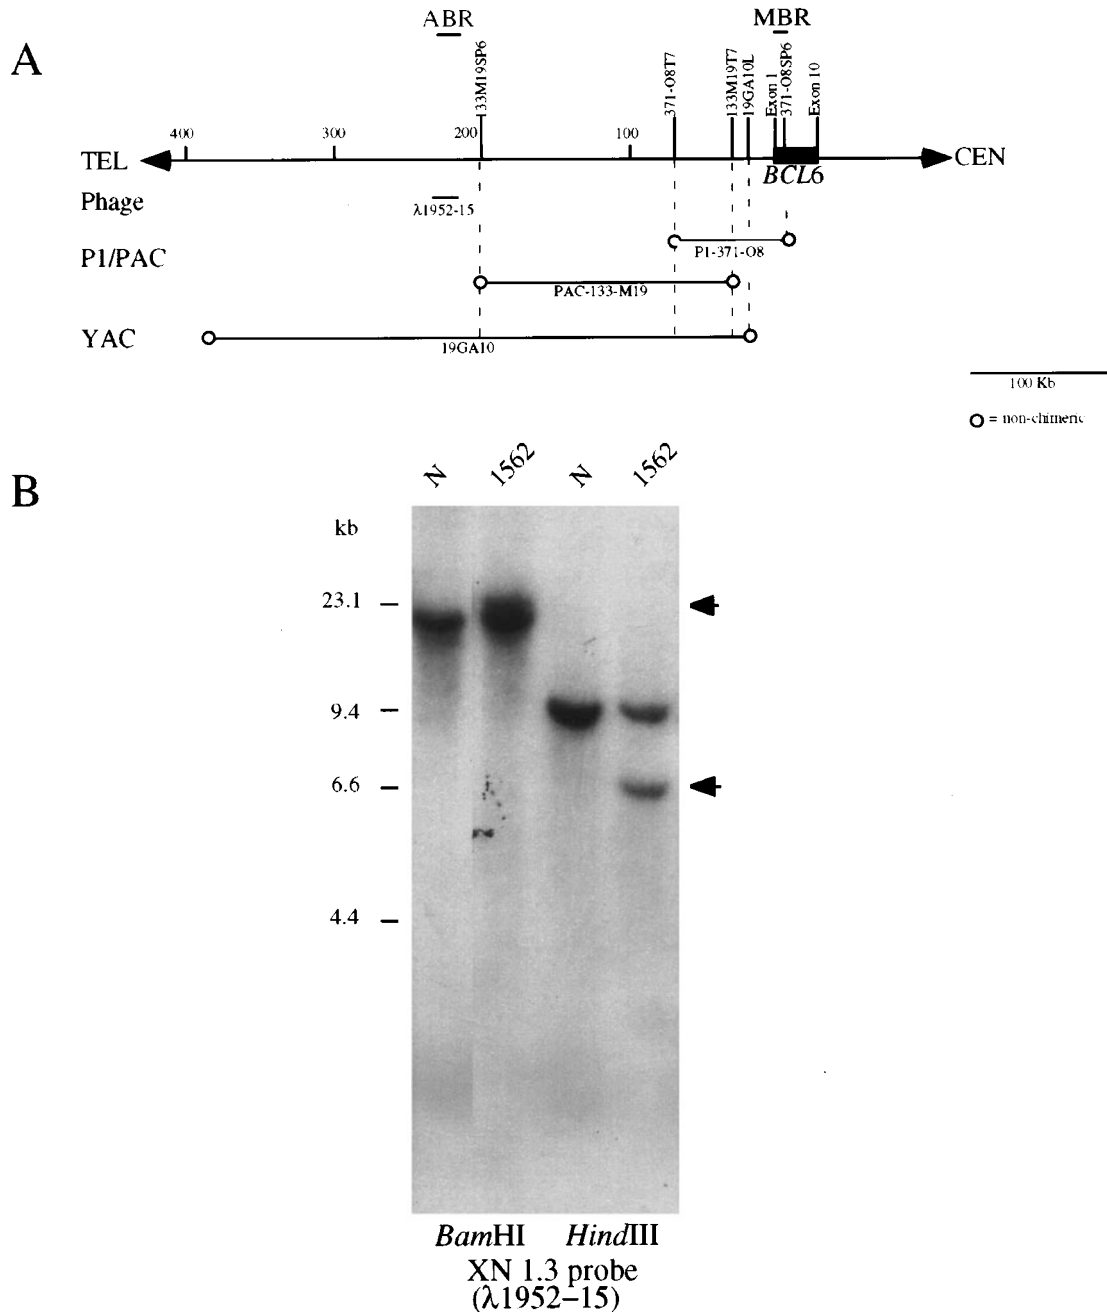 A
ABR
MBR
133M19SP6
371-O8T7
133M19T7
19GA10L
Exon 1
371-O8SP6
Exon 10
400
300
200
100
TEL
CEN
BCL6
Phage
λ1952-15
P1/PAC
P1-371-O8
PAC-133-M19
YAC
19GA10
100 Kb
= non-chimeric
B
N
1562
N
1562
kb
23.1
9.4
6.6
4.4
BamHI HindIII
XN 1.3 probe
(λ1952−15)